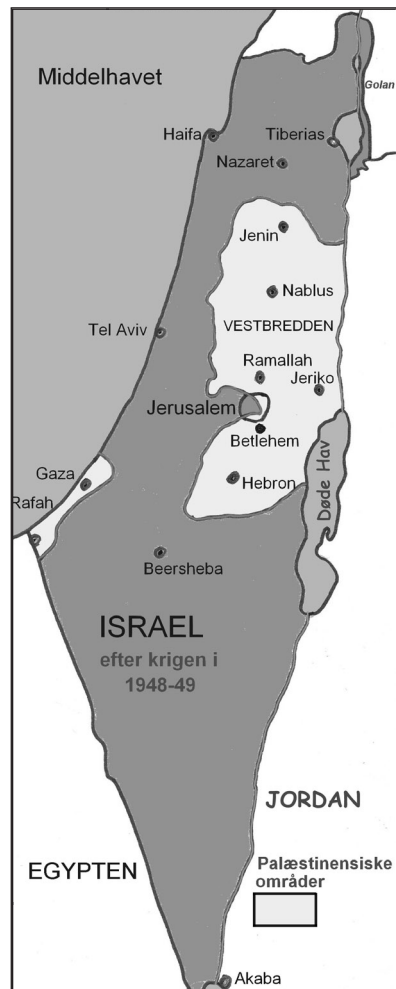 Middelhavet
Golan
Haifa
Tiberias
Nazaret
Jenin
Nablus
Tel Aviv
VESTBREDDEN
Ramallah
Jeriko
Jerusalem
Betlehem
Gaza
Hebron
Døde Hav
Rafah
Beersheba
ISRAEL
efter krigen i
1948-49
JORDAN
EGYPTEN
Palæstinensiske
områder
Akaba